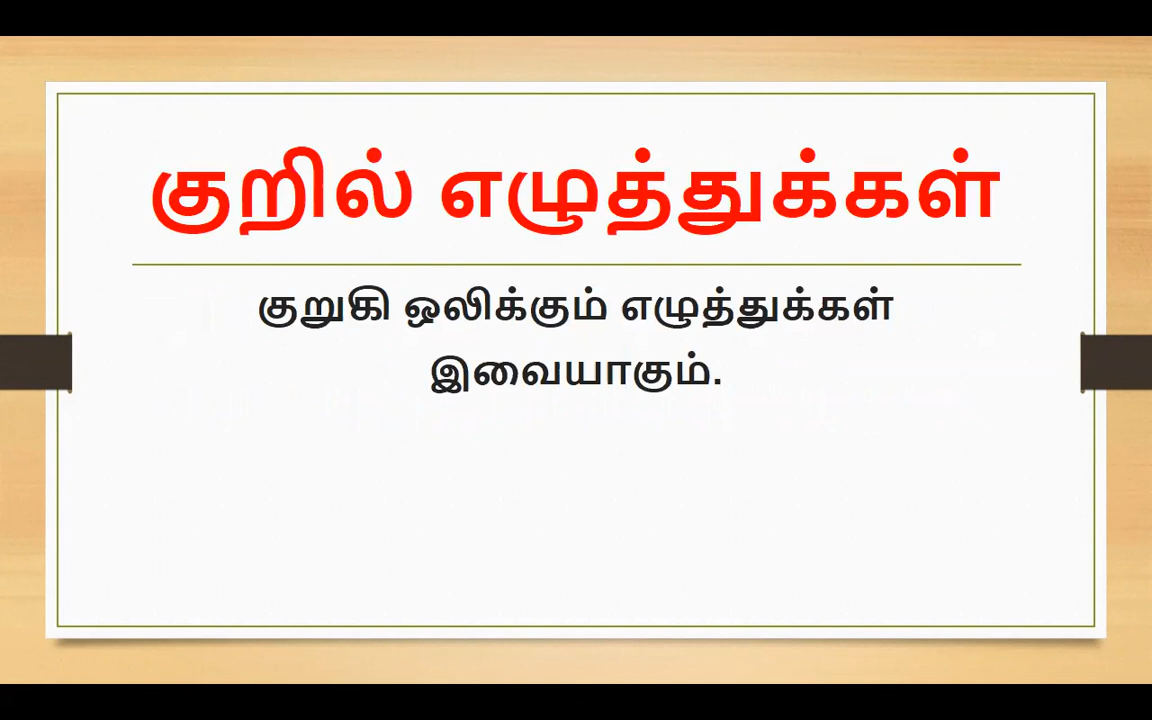 குறில் எழுத்துக்கள்
குறுகி ஒலிக்கும் எழுத்துக்கள்
இவையாகும்.